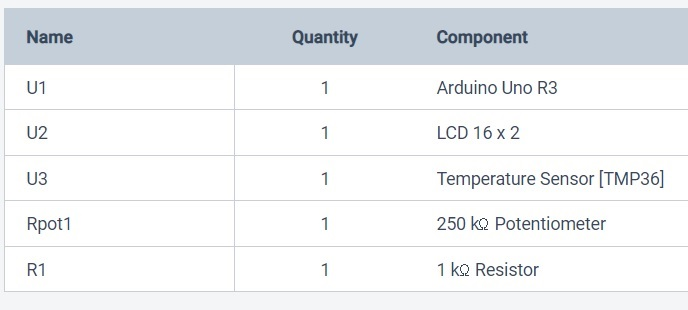 Name Quantity Component
U1 1 Arduino Uno R3
U2 1 LCD 16 x 2
U3 1 Temperature Sensor [TMP36]
Rpot1 1 250 kΩ Potentiometer
R1 1 1 kΩ Resistor